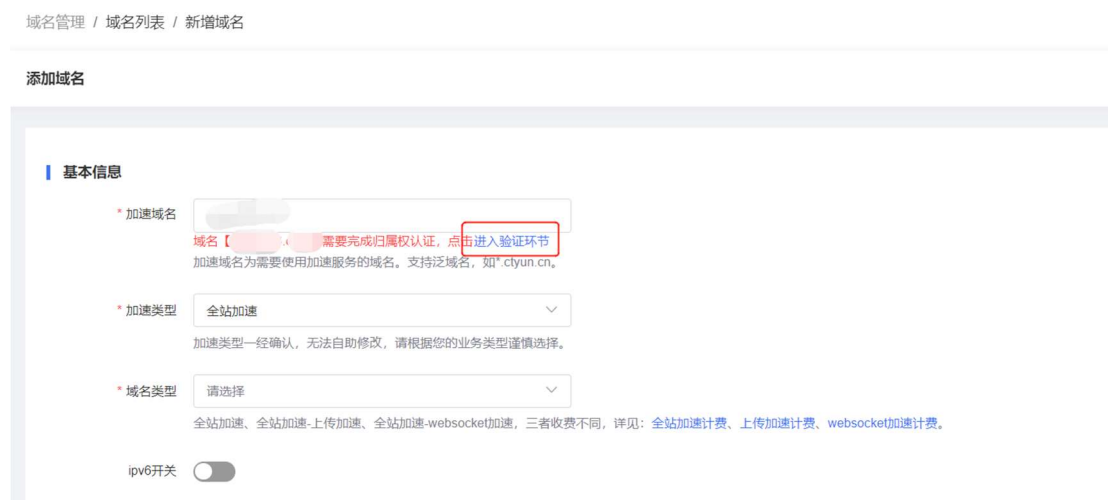 域名管理 / 域名列表 / 新增域名
添加域名
基本信息
* 加速域名
域名【 需要完成归属权认证，点击进入验证环节
加速域名为需要使用加速服务的域名。支持泛域名，如*.ctyun.cn。
* 加速类型 全站加速
加速类型一经确认，无法自助修改，请根据您的业务类型谨慎选择。
* 域名类型 请选择
全站加速、全站加速-上传加速、全站加速-websocket加速，三者收费不同，详见：全站加速计费、上传加速计费、websocket加速计费。
ipv6开关